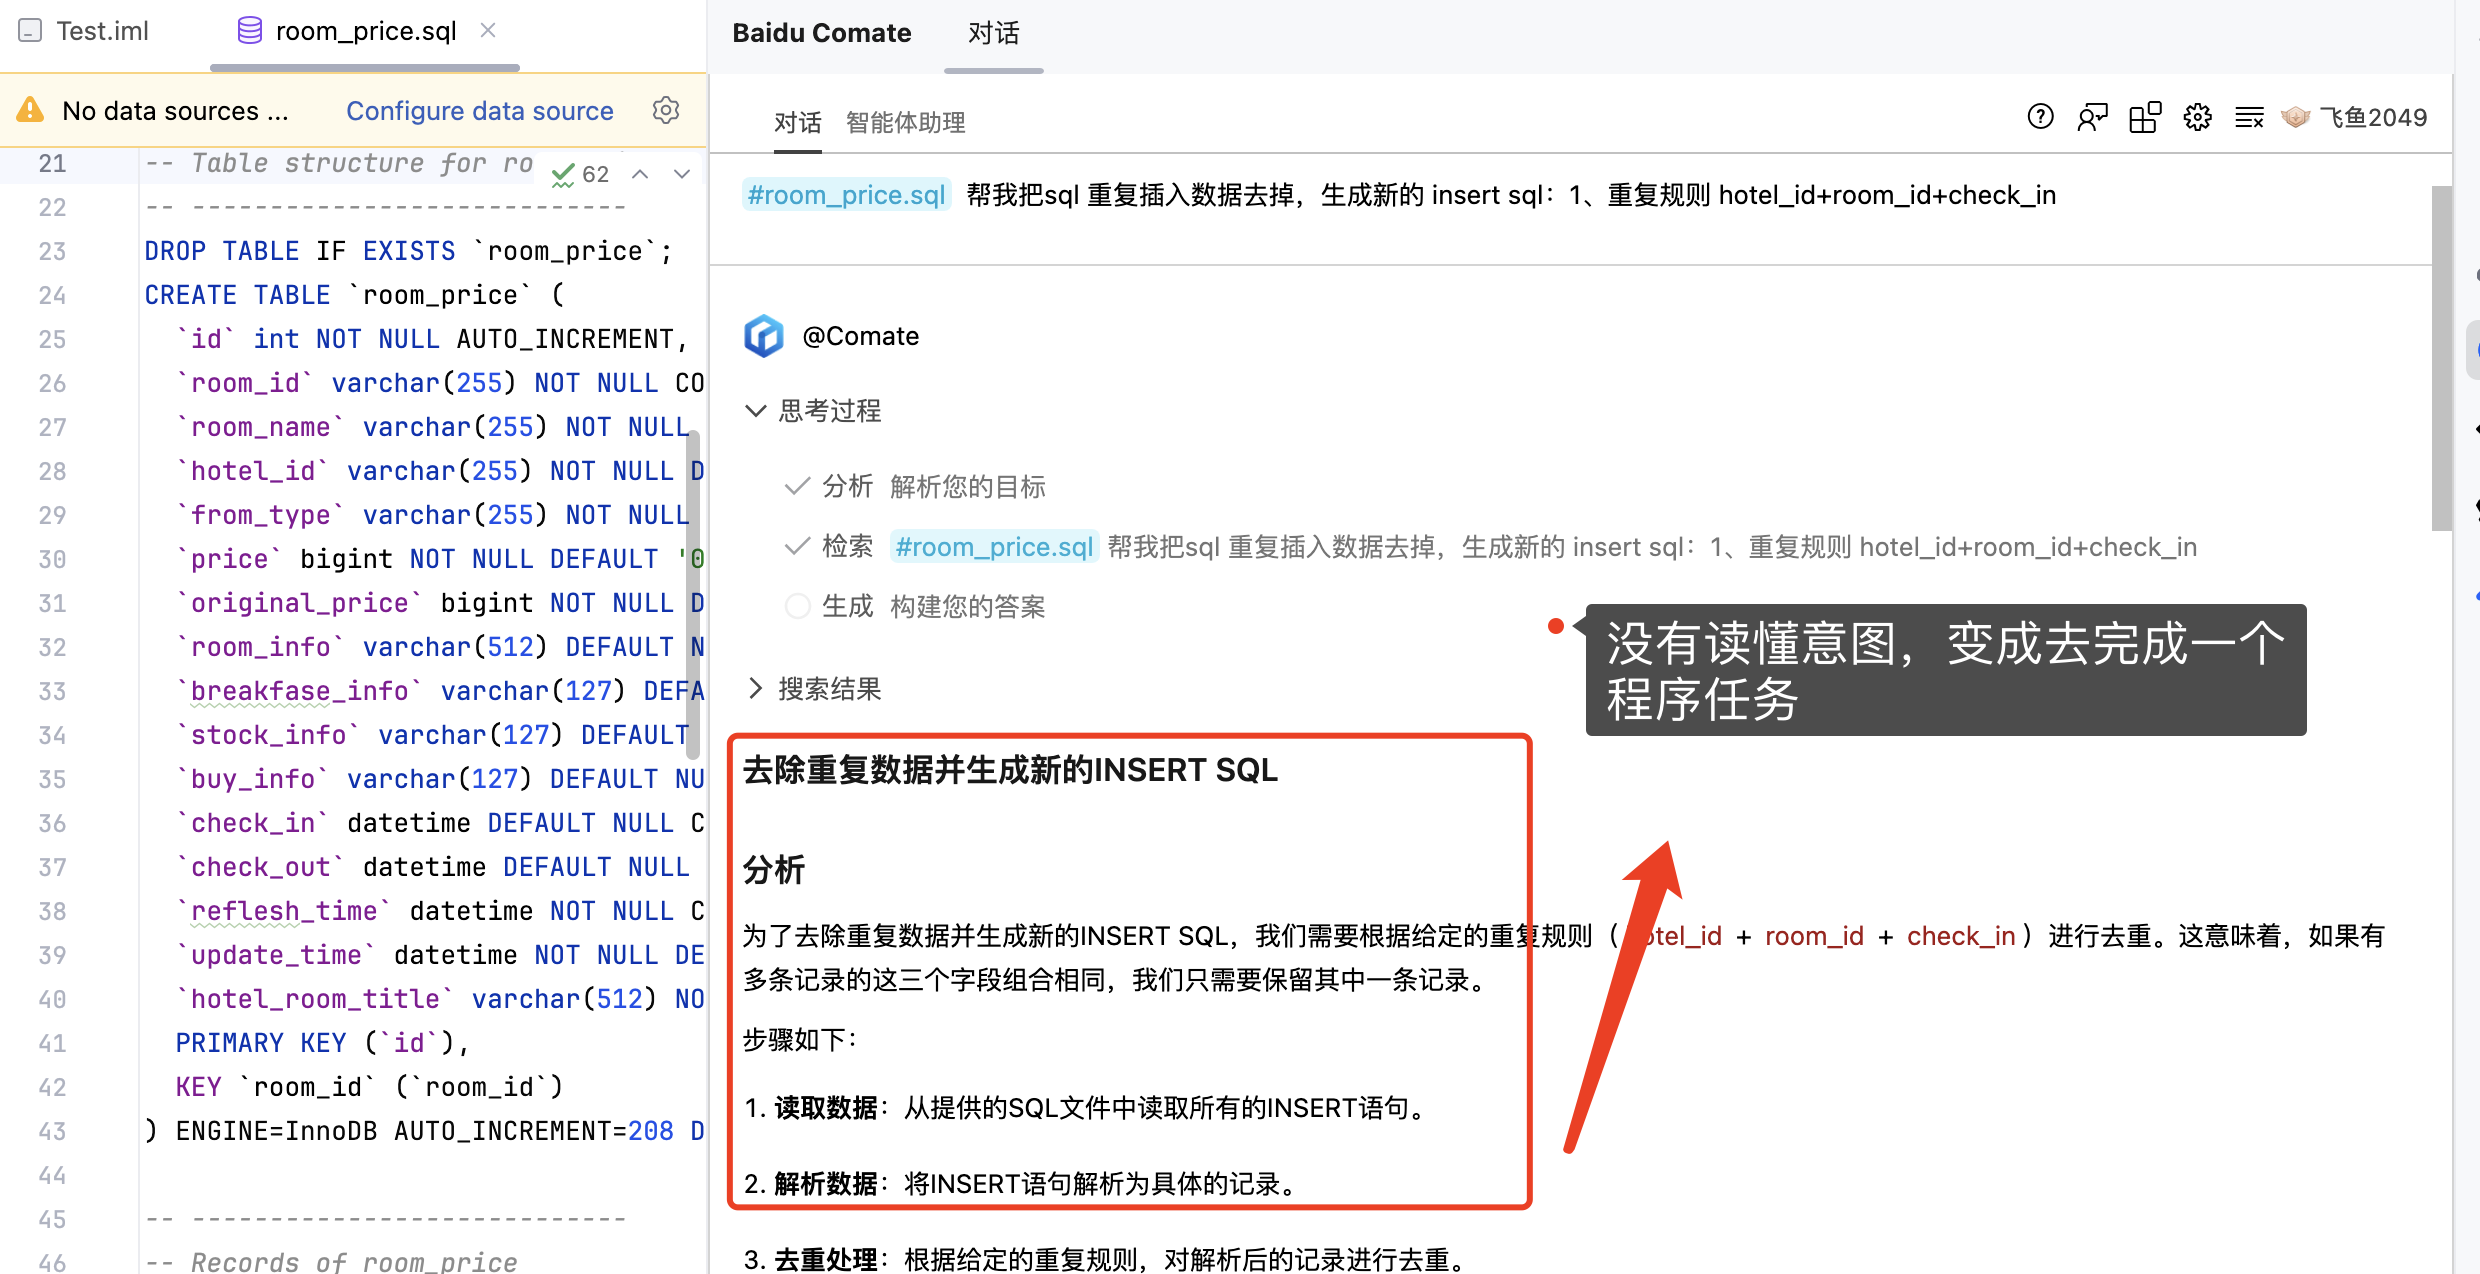 Test.iml
room_price.sql
No data sources ...
Configure data source
62
21 -- Table structure for ro
22 -- ----------------------------
23 DROP TABLE IF EXISTS `room_price`;
24 CREATE TABLE `room_price` (
25 `id` int NOT NULL AUTO_INCREMENT,
26 `room_id` varchar(255) NOT NULL CO
27 `room_name` varchar(255) NOT NULL
28 `hotel_id` varchar(255) NOT NULL D
29 `from_type` varchar(255) NOT NULL
30 `price` bigint NOT NULL DEFAULT '0
31 `original_price` bigint NOT NULL D
32 `room_info` varchar(512) DEFAULT N
33 `breakfase_info` varchar(127) DEFA
34 `stock_info` varchar(127) DEFAULT
35 `buy_info` varchar(127) DEFAULT NU
36 `check_in` datetime DEFAULT NULL C
37 `check_out` datetime DEFAULT NULL
38 `reflesh_time` datetime NOT NULL C
39 `update_time` datetime NOT NULL DE
40 `hotel_room_title` varchar(512) NO
41 PRIMARY KEY (`id`),
42 KEY `room_id` (`room_id`)
43 ) ENGINE=InnoDB AUTO_INCREMENT=208 D
44
45 -- ----------------------------
46 -- Records of room_price
Baidu Comate
对话
对话
智能体助理
飞鱼2049
#room_price.sql 帮我把sql 重复插入数据去掉，生成新的 insert sql：1、重复规则 hotel_id+room_id+check_in
@Comate
思考过程
分析 解析您的目标
检索 #room_price.sql 帮我把sql 重复插入数据去掉，生成新的 insert sql：1、重复规则 hotel_id+room_id+check_in
生成 构建您的答案
没有读懂意图，变成去完成一个
程序任务
搜索结果
去除重复数据并生成新的INSERT SQL
分析
为了去除重复数据并生成新的INSERT SQL，我们需要根据给定的重复规则（ otel_id + room_id + check_in ）进行去重。这意味着，如果有
多条记录的这三个字段组合相同，我们只需要保留其中一条记录。
步骤如下：
1. 读取数据：从提供的SQL文件中读取所有的INSERT语句。
2. 解析数据：将INSERT语句解析为具体的记录。
3. 去重处理：根据给定的重复规则，对解析后的记录进行去重。